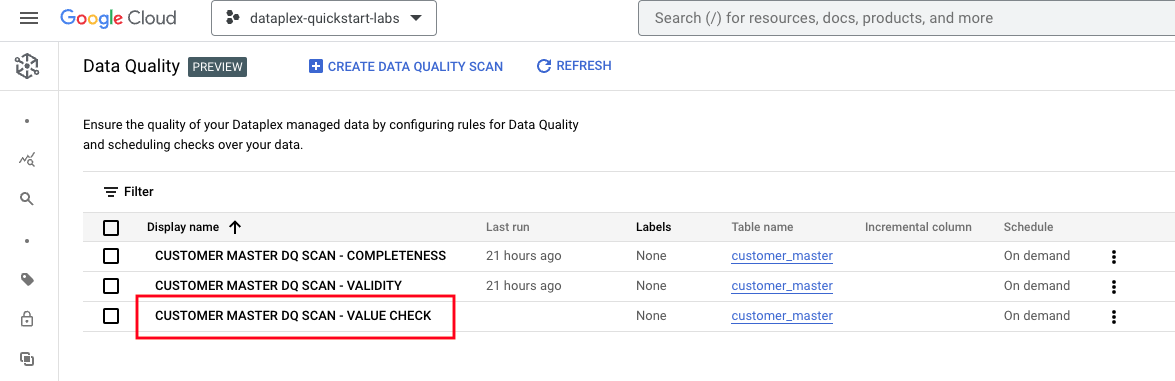 Google Cloud dataplex-quickstart-labs Search (/) for resources, docs, products, and more
Data Quality PREVIEW CREATE DATA QUALITY SCAN REFRESH
Ensure the quality of your Dataplex managed data by configuring rules for Data Quality
and scheduling checks over your data.
Filter
Display name Last run Labels Table name Incremental column Schedule
CUSTOMER MASTER DQ SCAN - COMPLETENESS 21 hours ago None customer_master On demand
CUSTOMER MASTER DQ SCAN - VALIDITY 21 hours ago None customer_master On demand
CUSTOMER MASTER DQ SCAN - VALUE CHECK None customer_master On demand